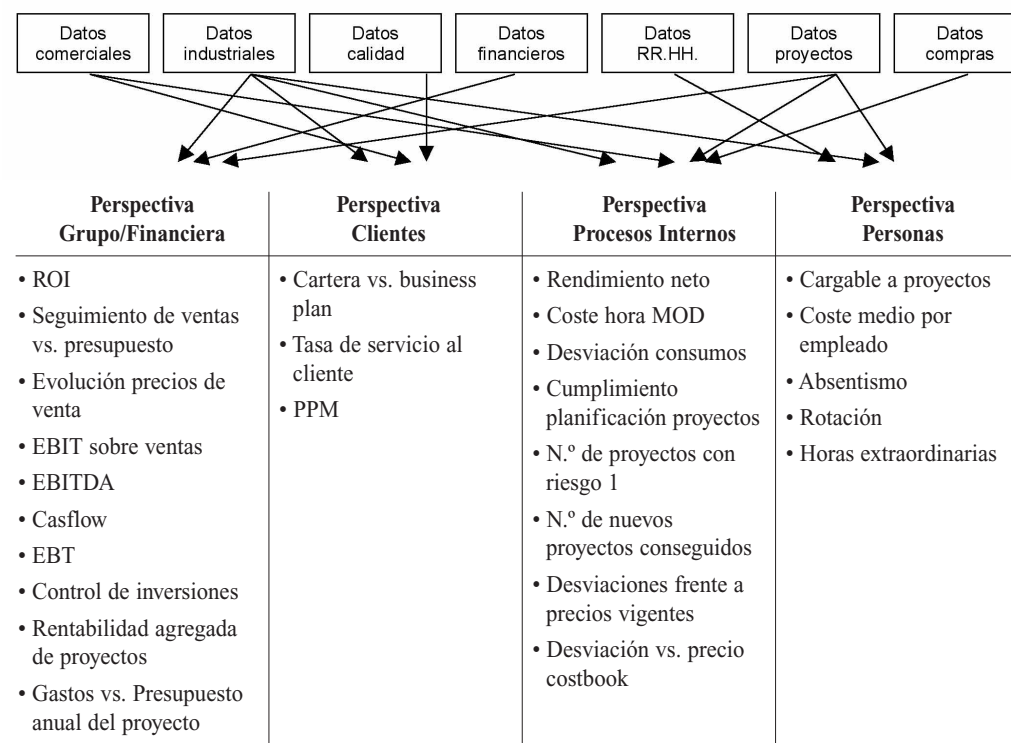 Datos
comerciales
Datos
industriales
Datos
calidad
Datos
financieros
Datos
RR.HH.
Datos
proyectos
Datos
compras
Perspectiva
Grupo/Financiera
• ROI
• Seguimiento de ventas
vs. presupuesto
• Evolución precios de
venta
• EBIT sobre ventas
• EBITDA
• Casflow
• EBT
• Control de inversiones
• Rentabilidad agregada
de proyectos
• Gastos vs. Presupuesto
anual del proyecto
Perspectiva
Clientes
• Cartera vs. business
plan
• Tasa de servicio al
cliente
• PPM
Perspectiva
Procesos Internos
• Rendimiento neto
• Coste hora MOD
• Desviación consumos
• Cumplimiento
planificación proyectos
• N.º de proyectos con
riesgo 1
• N.º de nuevos
proyectos conseguidos
• Desviaciones frente a
precios vigentes
• Desviación vs. precio
costbook
Perspectiva
Personas
• Cargable a proyectos
• Coste medio por
empleado
• Absentismo
• Rotación
• Horas extraordinarias